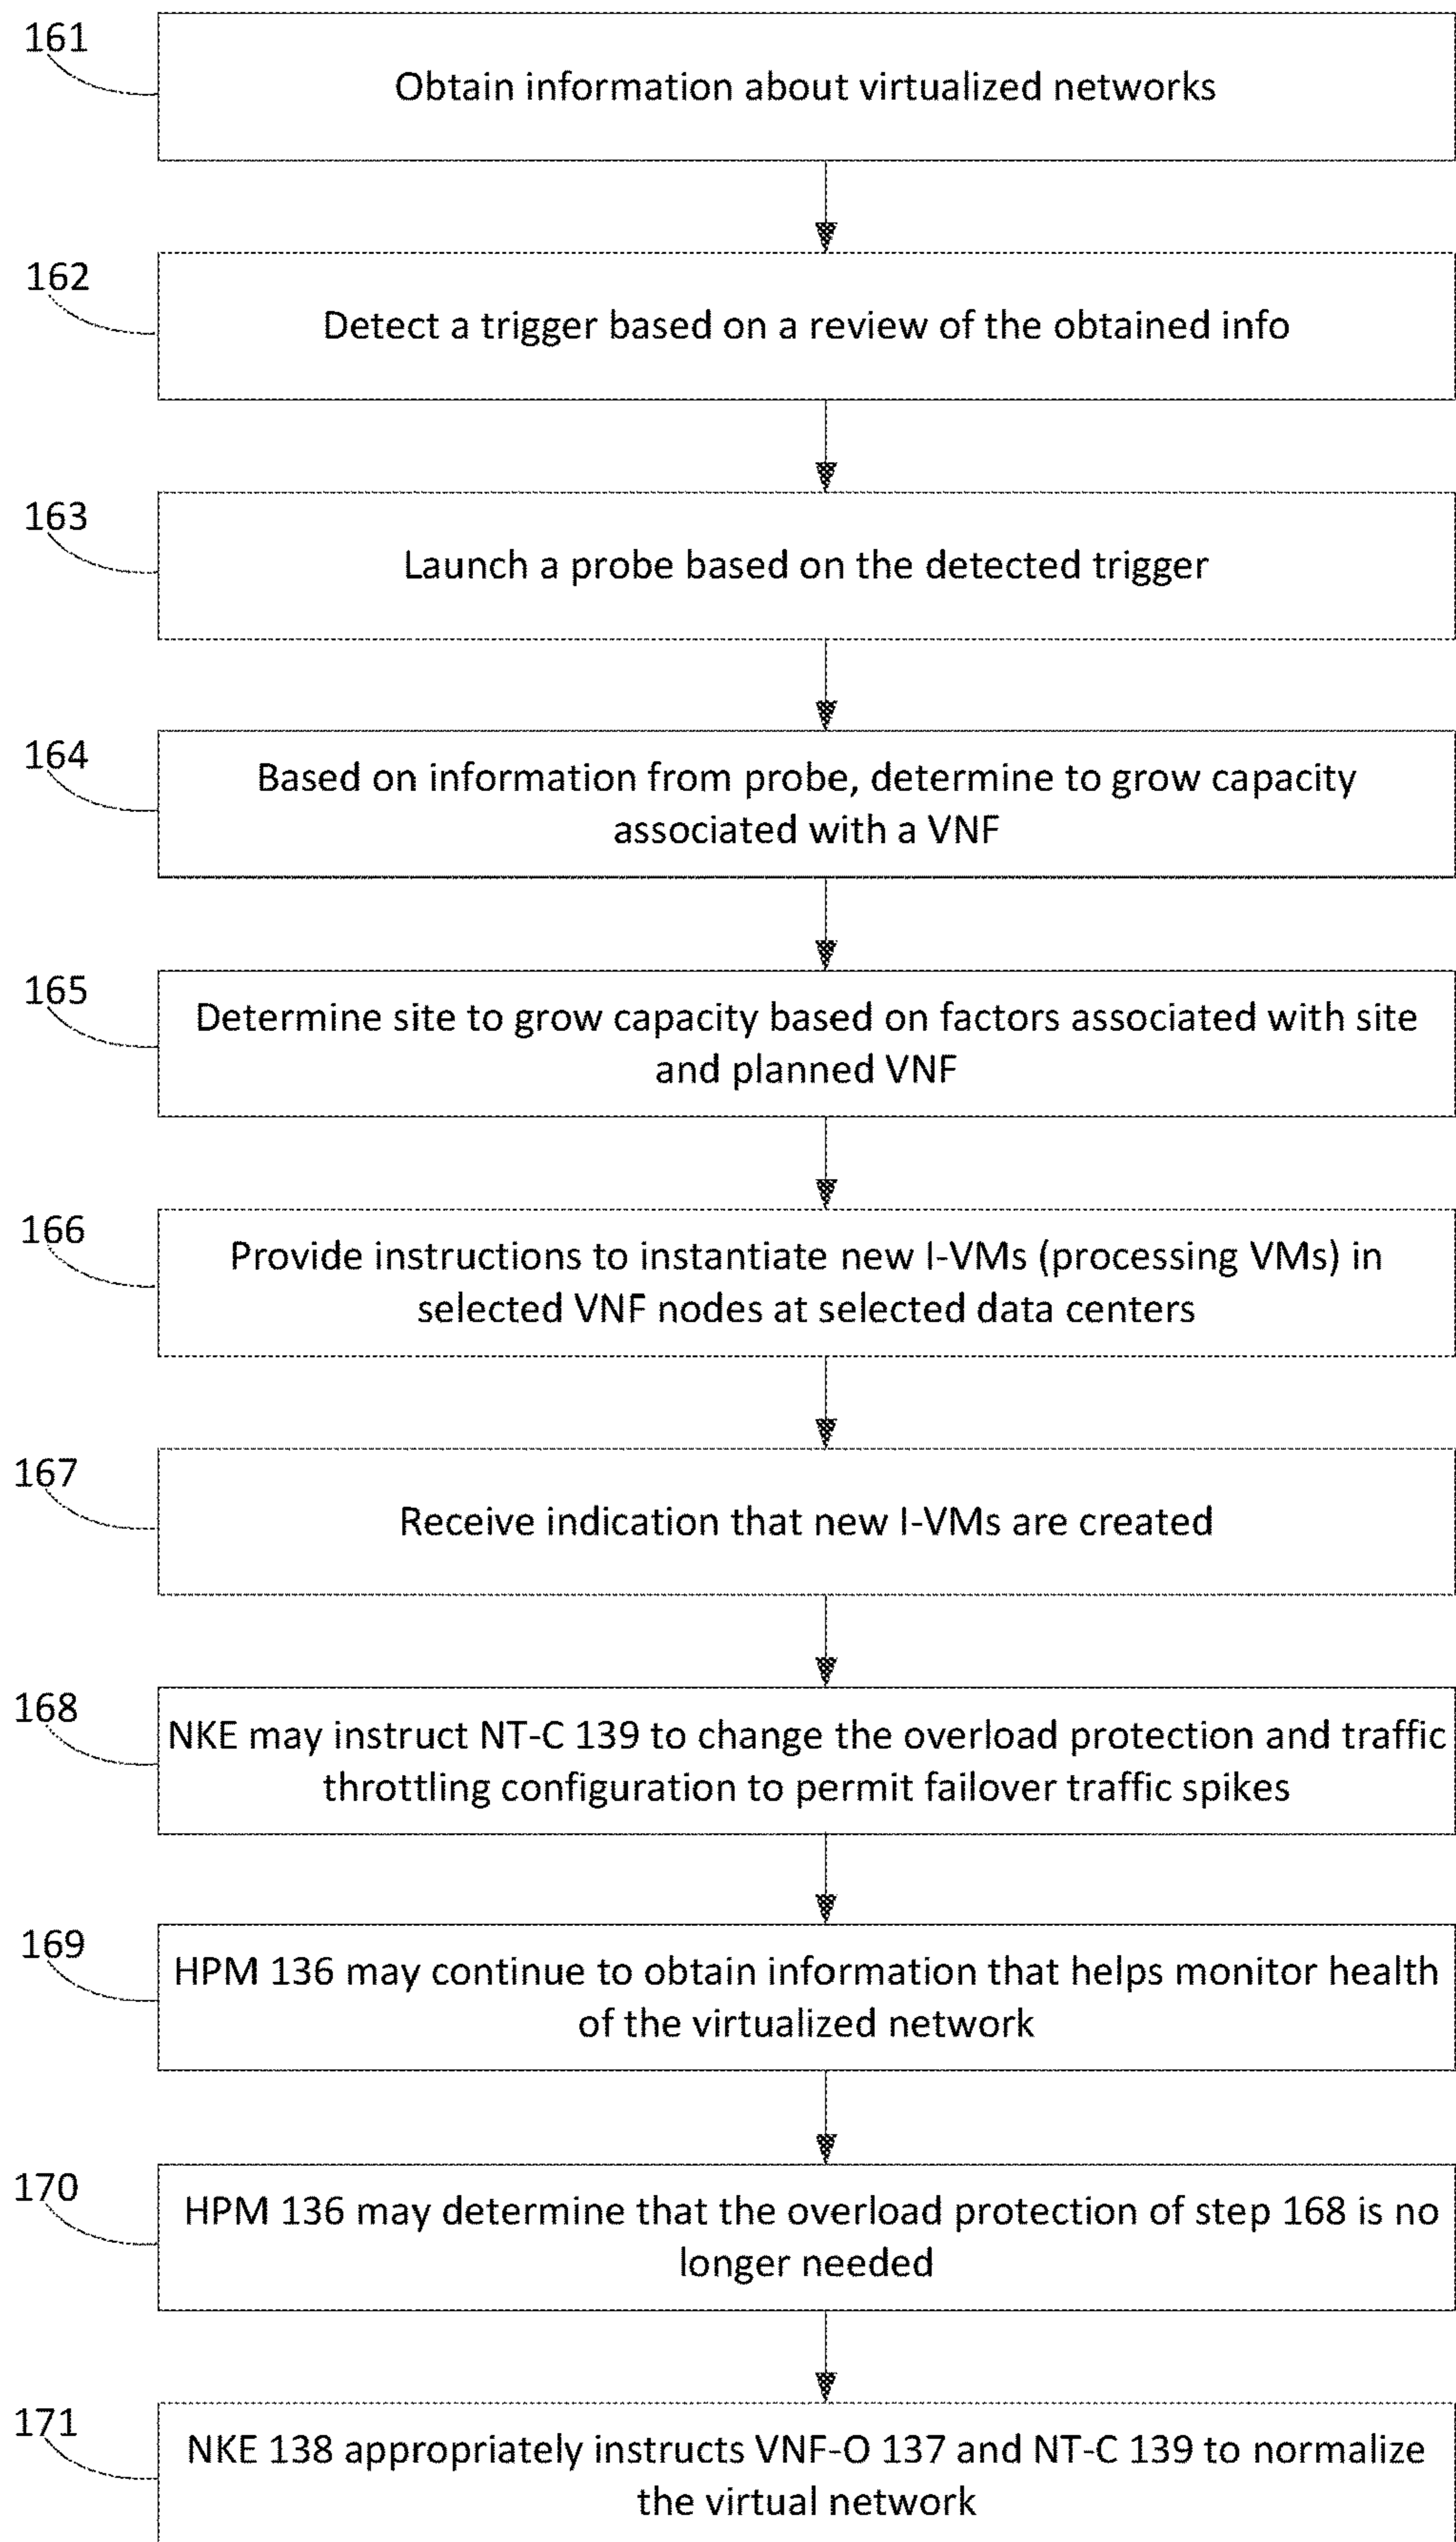 161
Obtain information about virtualized networks
162
Detect a trigger based on a review of the obtained info
163
Launch a probe based on the detected trigger
164
Based on information from probe, determine to grow capacity
associated with a VNF
165
Determine site to grow capacity based on factors associated with site
and planned VNF
166
Provide instructions to instantiate new I-VMs (processing VMs) in
selected VNF nodes at selected data centers
167
Receive indication that new I-VMs are created
168
NKE may instruct NT-C 139 to change the overload protection and traffic
throttling configuration to permit failover traffic spikes
169
HPM 136 may continue to obtain information that helps monitor health
of the virtualized network
170
HPM 136 may determine that the overload protection of step 168 is no
longer needed
171
NKE 138 appropriately instructs VNF-O 137 and NT-C 139 to normalize
the virtual network